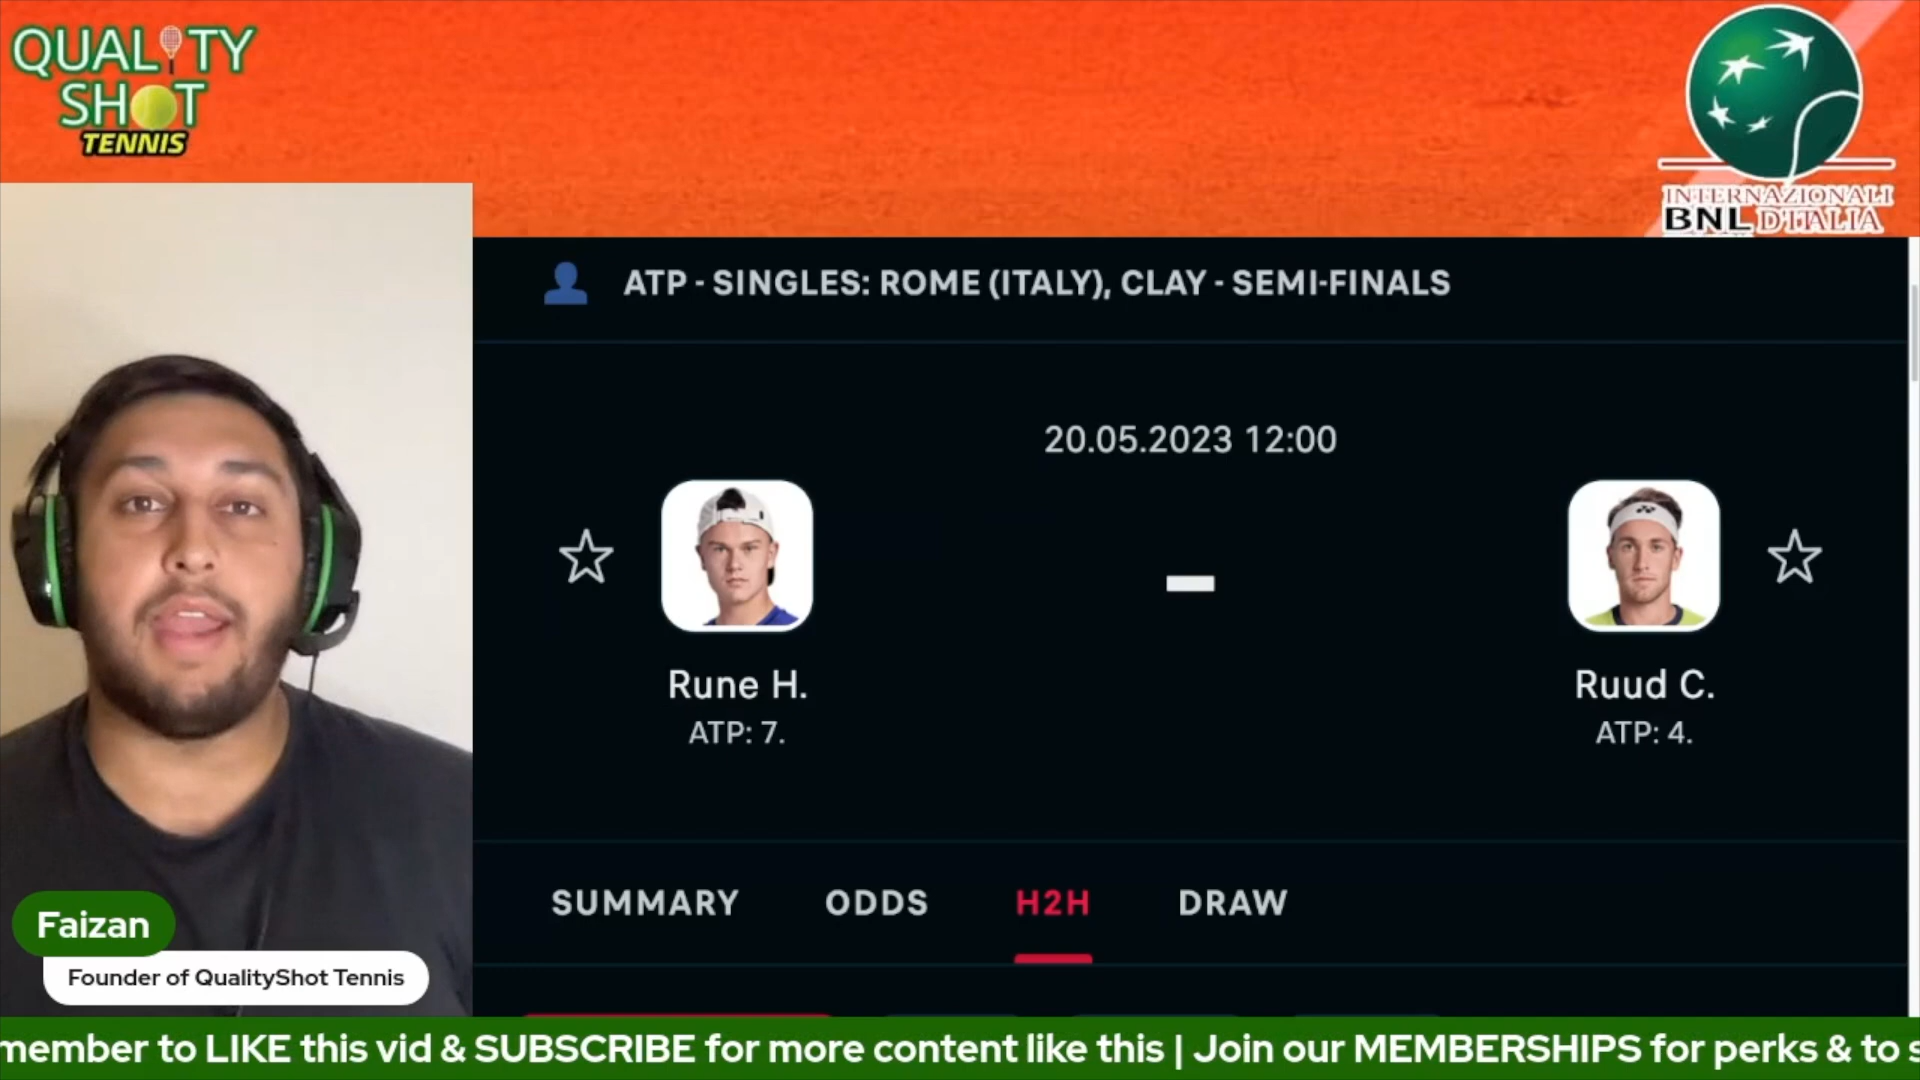 QUALITY
SHOT
TENNIS
INTERNAZIONALI
BNL D'ITALIA
ATP - SINGLES: ROME (ITALY), CLAY - SEMI-FINALS
20.05.2023 12:00
Rune H.
ATP: 7.
Ruud C.
ATP: 4.
SUMMARY ODDS H2H DRAW
Faizan
Founder of QualityShot Tennis
member to LIKE this vid & SUBSCRIBE for more content like this | Join our MEMBERSHIPS for perks & to s